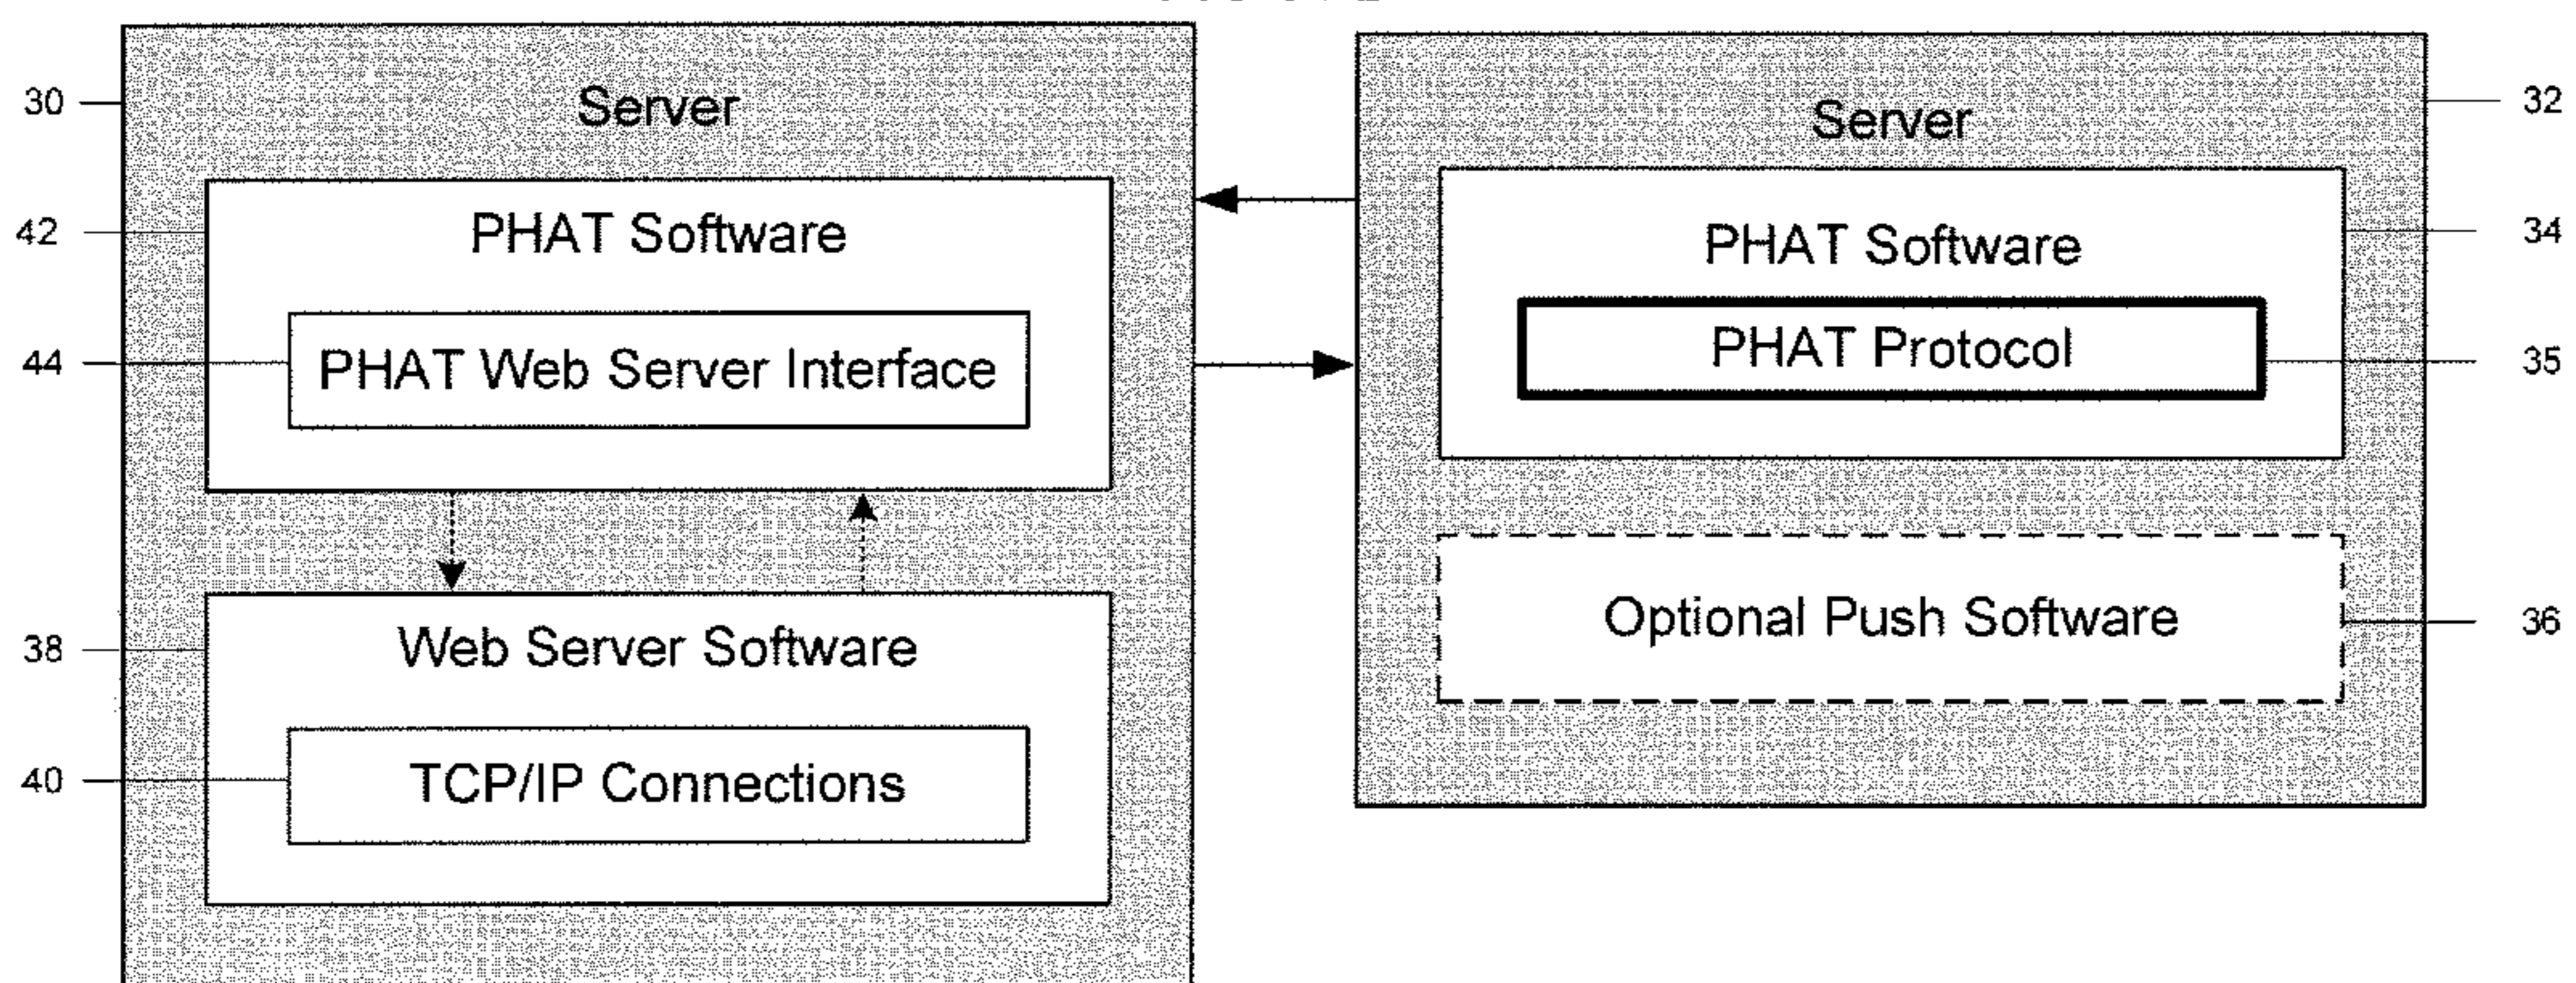 30
Server
42
PHAT Software
44
PHAT Web Server Interface
38
Web Server Software
40
TCP/IP Connections
Server
32
PHAT Software
34
PHAT Protocol
35
Optional Push Software
36